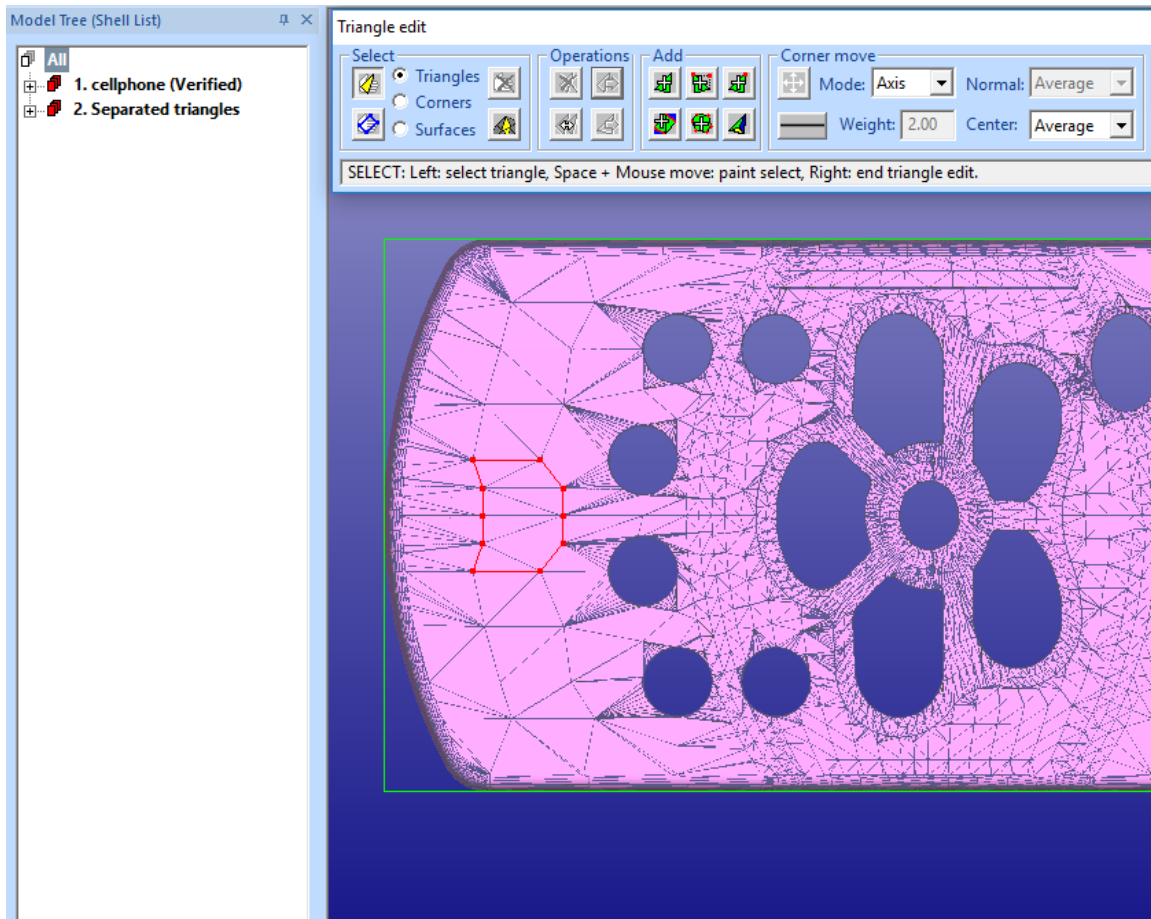 Model Tree (Shell List)
All
1. cellphone (Verified)
2. Separated triangles
Triangle edit
Select
Triangles
Corners
Surfaces
Operations
Add
Corner move
Mode: Axis Normal: Average
Weight: 2.00 Center: Average
SELECT: Left: select triangle, Space + Mouse move: paint select, Right: end triangle edit.